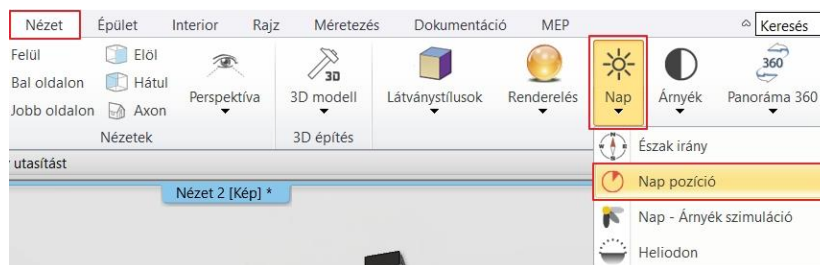 Nézet Épület Interior Rajz Méretezés Dokumentáció MEP Keresés
Felül Elöl
Bal oldalon Hátul
Jobb oldalon Axon
Perspektíva
3D
3D modell
Látványstílusok
Renderelés
Nap
Árnyék
360
Panoráma 360
Nézetek 3D építés
utasítást
Nézet 2 [Kép] *
N
W E
S
Észak irány
Nap pozíció
Nap - Árnyék szimuláció
Heliodon